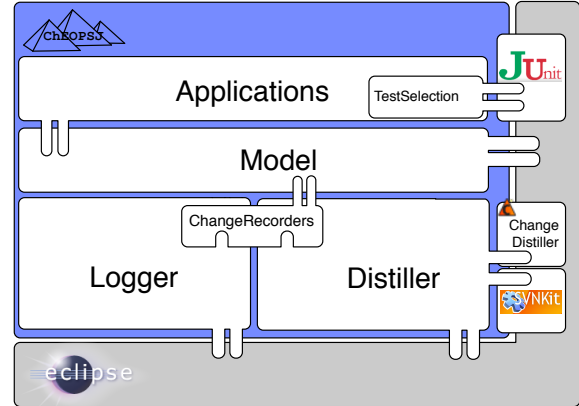 ChEOPSJ
JUnit
Applications
TestSelection
Model
ChangeRecorders
Change
Distiller
Logger
Distiller
SVNKit
eclipse